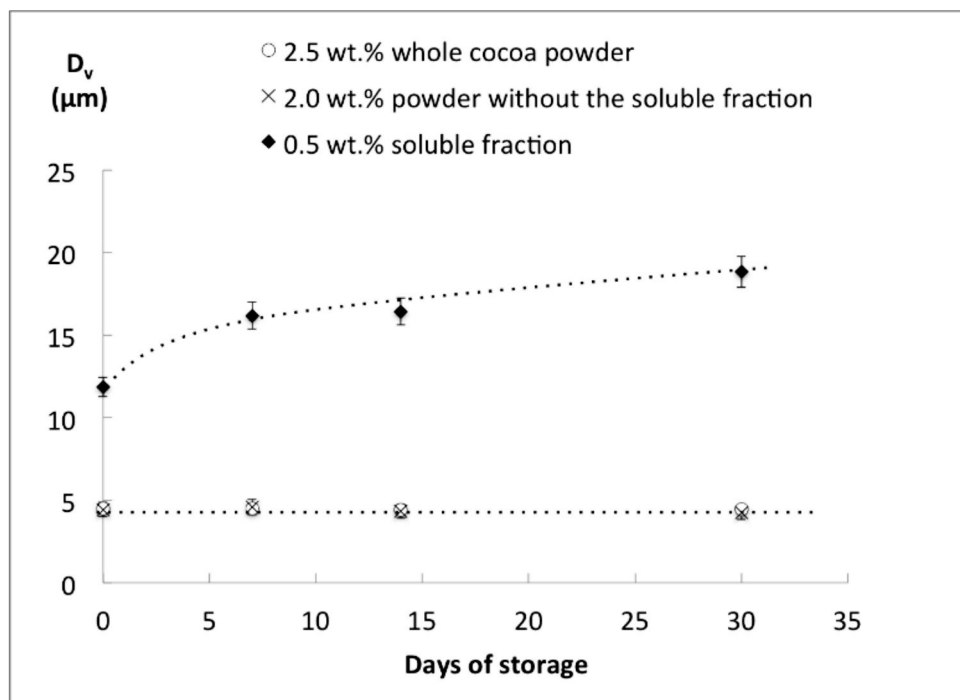 ○ 2.5 wt.% whole cocoa powder
× 2.0 wt.% powder without the soluble fraction
◆ 0.5 wt.% soluble fraction
Dᵥ
(μm)
25
20
15
10
5
0
0 5 10 15 20 25 30 35
Days of storage